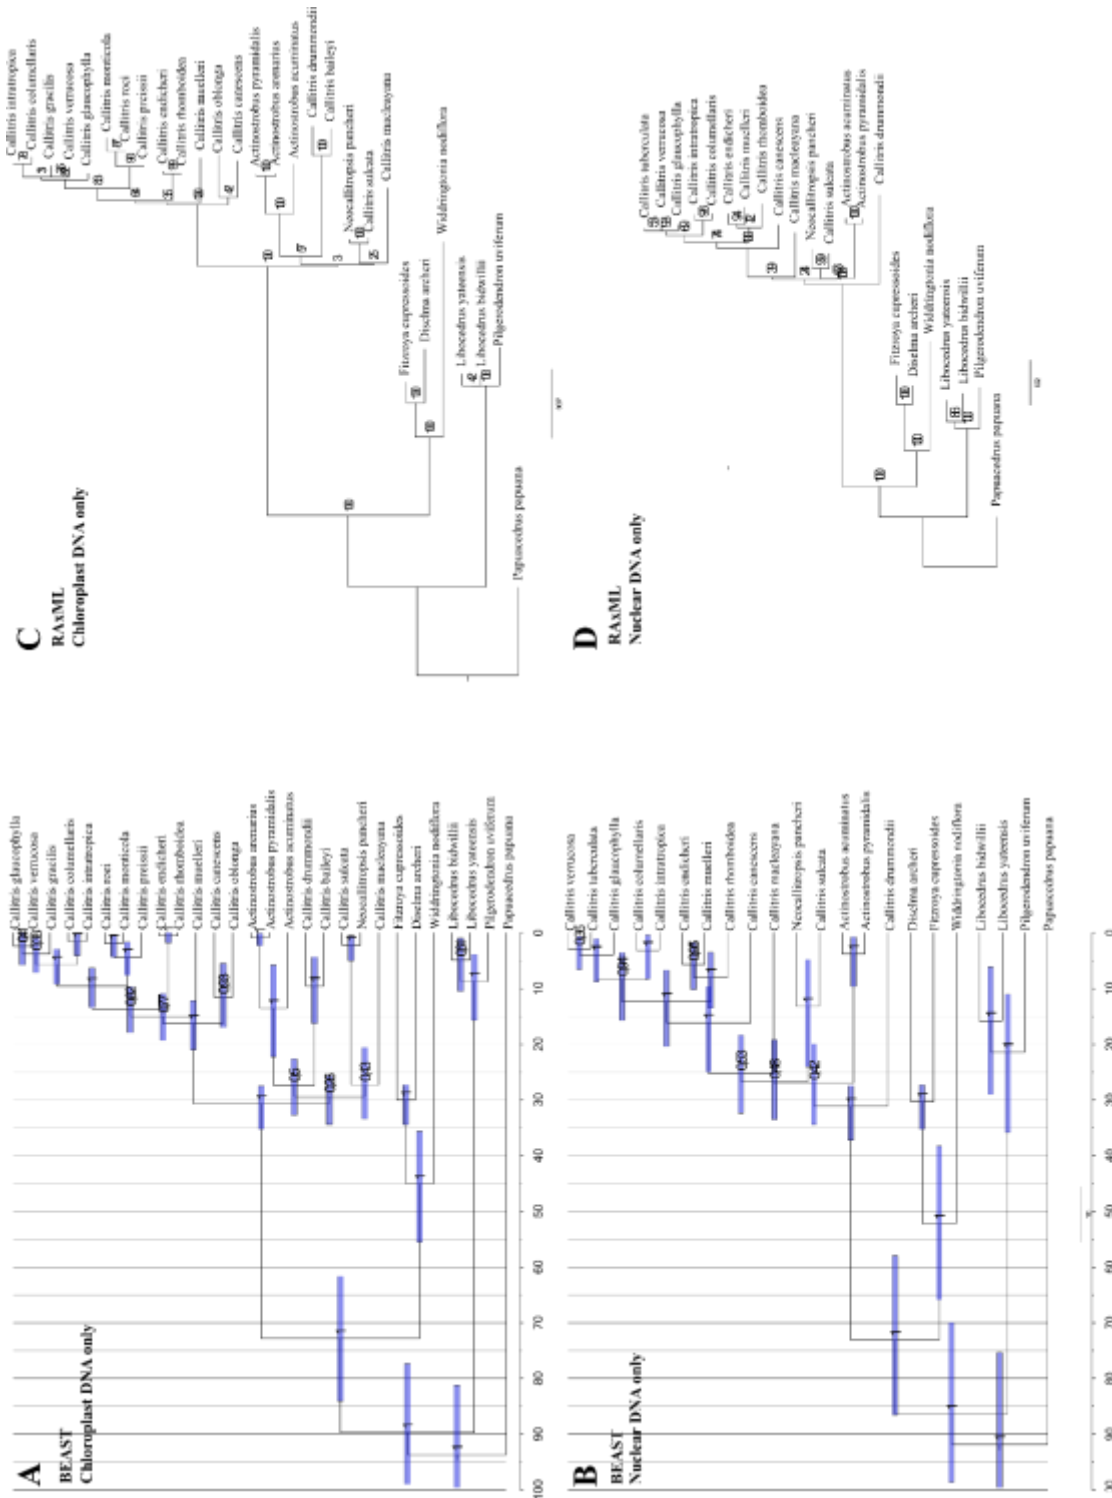 A
BEAST
Chloroplast DNA only
Callitris glaucophylla
Callitris verrucosa
Callitris gracilis
Callitris columellaris
Callitris intratropica
Callitris roei
Callitris monticola
Callitris preissii
Callitris endlicheri
Callitris rhomboidea
Callitris muelleri
Callitris canescens
Callitris oblonga
Actinostrobus arenarius
Actinostrobus pyramidalis
Actinostrobus acuminatus
Callitris drummondii
Callitris baileyi
Callitris sulcata
Neocallitropsis pancheri
Callitris macleayana
Fitzroya cupressoides
Diselma archeri
Widdringtonia nodiflora
Libocedrus bidwillii
Libocedrus yateensis
Pilgerodendron uviferum
Papuacedrus papuana
100 90 80 70 60 50 40 30 20 10 0
B
BEAST
Nuclear DNA only
Callitris verrucosa
Callitris tuberculata
Callitris glaucophylla
Callitris columellaris
Callitris intratropica
Callitris endlicheri
Callitris muelleri
Callitris rhomboidea
Callitris canescens
Callitris macleayana
Neocallitropsis pancheri
Callitris sulcata
Actinostrobus acuminatus
Actinostrobus pyramidalis
Callitris drummondii
Diselma archeri
Fitzroya cupressoides
Widdringtonia nodiflora
Libocedrus bidwillii
Libocedrus yateensis
Pilgerodendron uviferum
Papuacedrus papuana
90 80 70 60 50 40 30 20 10 0
C
RAxML
Chloroplast DNA only
Callitris intratropica
Callitris columellaris
Callitris gracilis
Callitris verrucosa
Callitris glaucophylla
Callitris monticola
Callitris roei
Callitris preissii
Callitris endlicheri
Callitris rhomboidea
Callitris muelleri
Callitris oblonga
Callitris canescens
Actinostrobus pyramidalis
Actinostrobus arenarius
Actinostrobus acuminatus
Callitris drummondii
Callitris baileyi
Neocallitropsis pancheri
Callitris sulcata
Callitris macleayana
Widdringtonia nodiflora
Fitzroya cupressoides
Diselma archeri
Libocedrus yateensis
Libocedrus bidwillii
Pilgerodendron uviferum
Papuacedrus papuana
D
RAxML
Nuclear DNA only
Callitris tuberculata
Callitris verrucosa
Callitris glaucophylla
Callitris intratropica
Callitris columellaris
Callitris endlicheri
Callitris muelleri
Callitris rhomboidea
Callitris canescens
Callitris macleayana
Neocallitropsis pancheri
Callitris sulcata
Actinostrobus acuminatus
Actinostrobus pyramidalis
Callitris drummondii
Fitzroya cupressoides
Diselma archeri
Widdringtonia nodiflora
Libocedrus yateensis
Libocedrus bidwillii
Pilgerodendron uviferum
Papuacedrus papuana